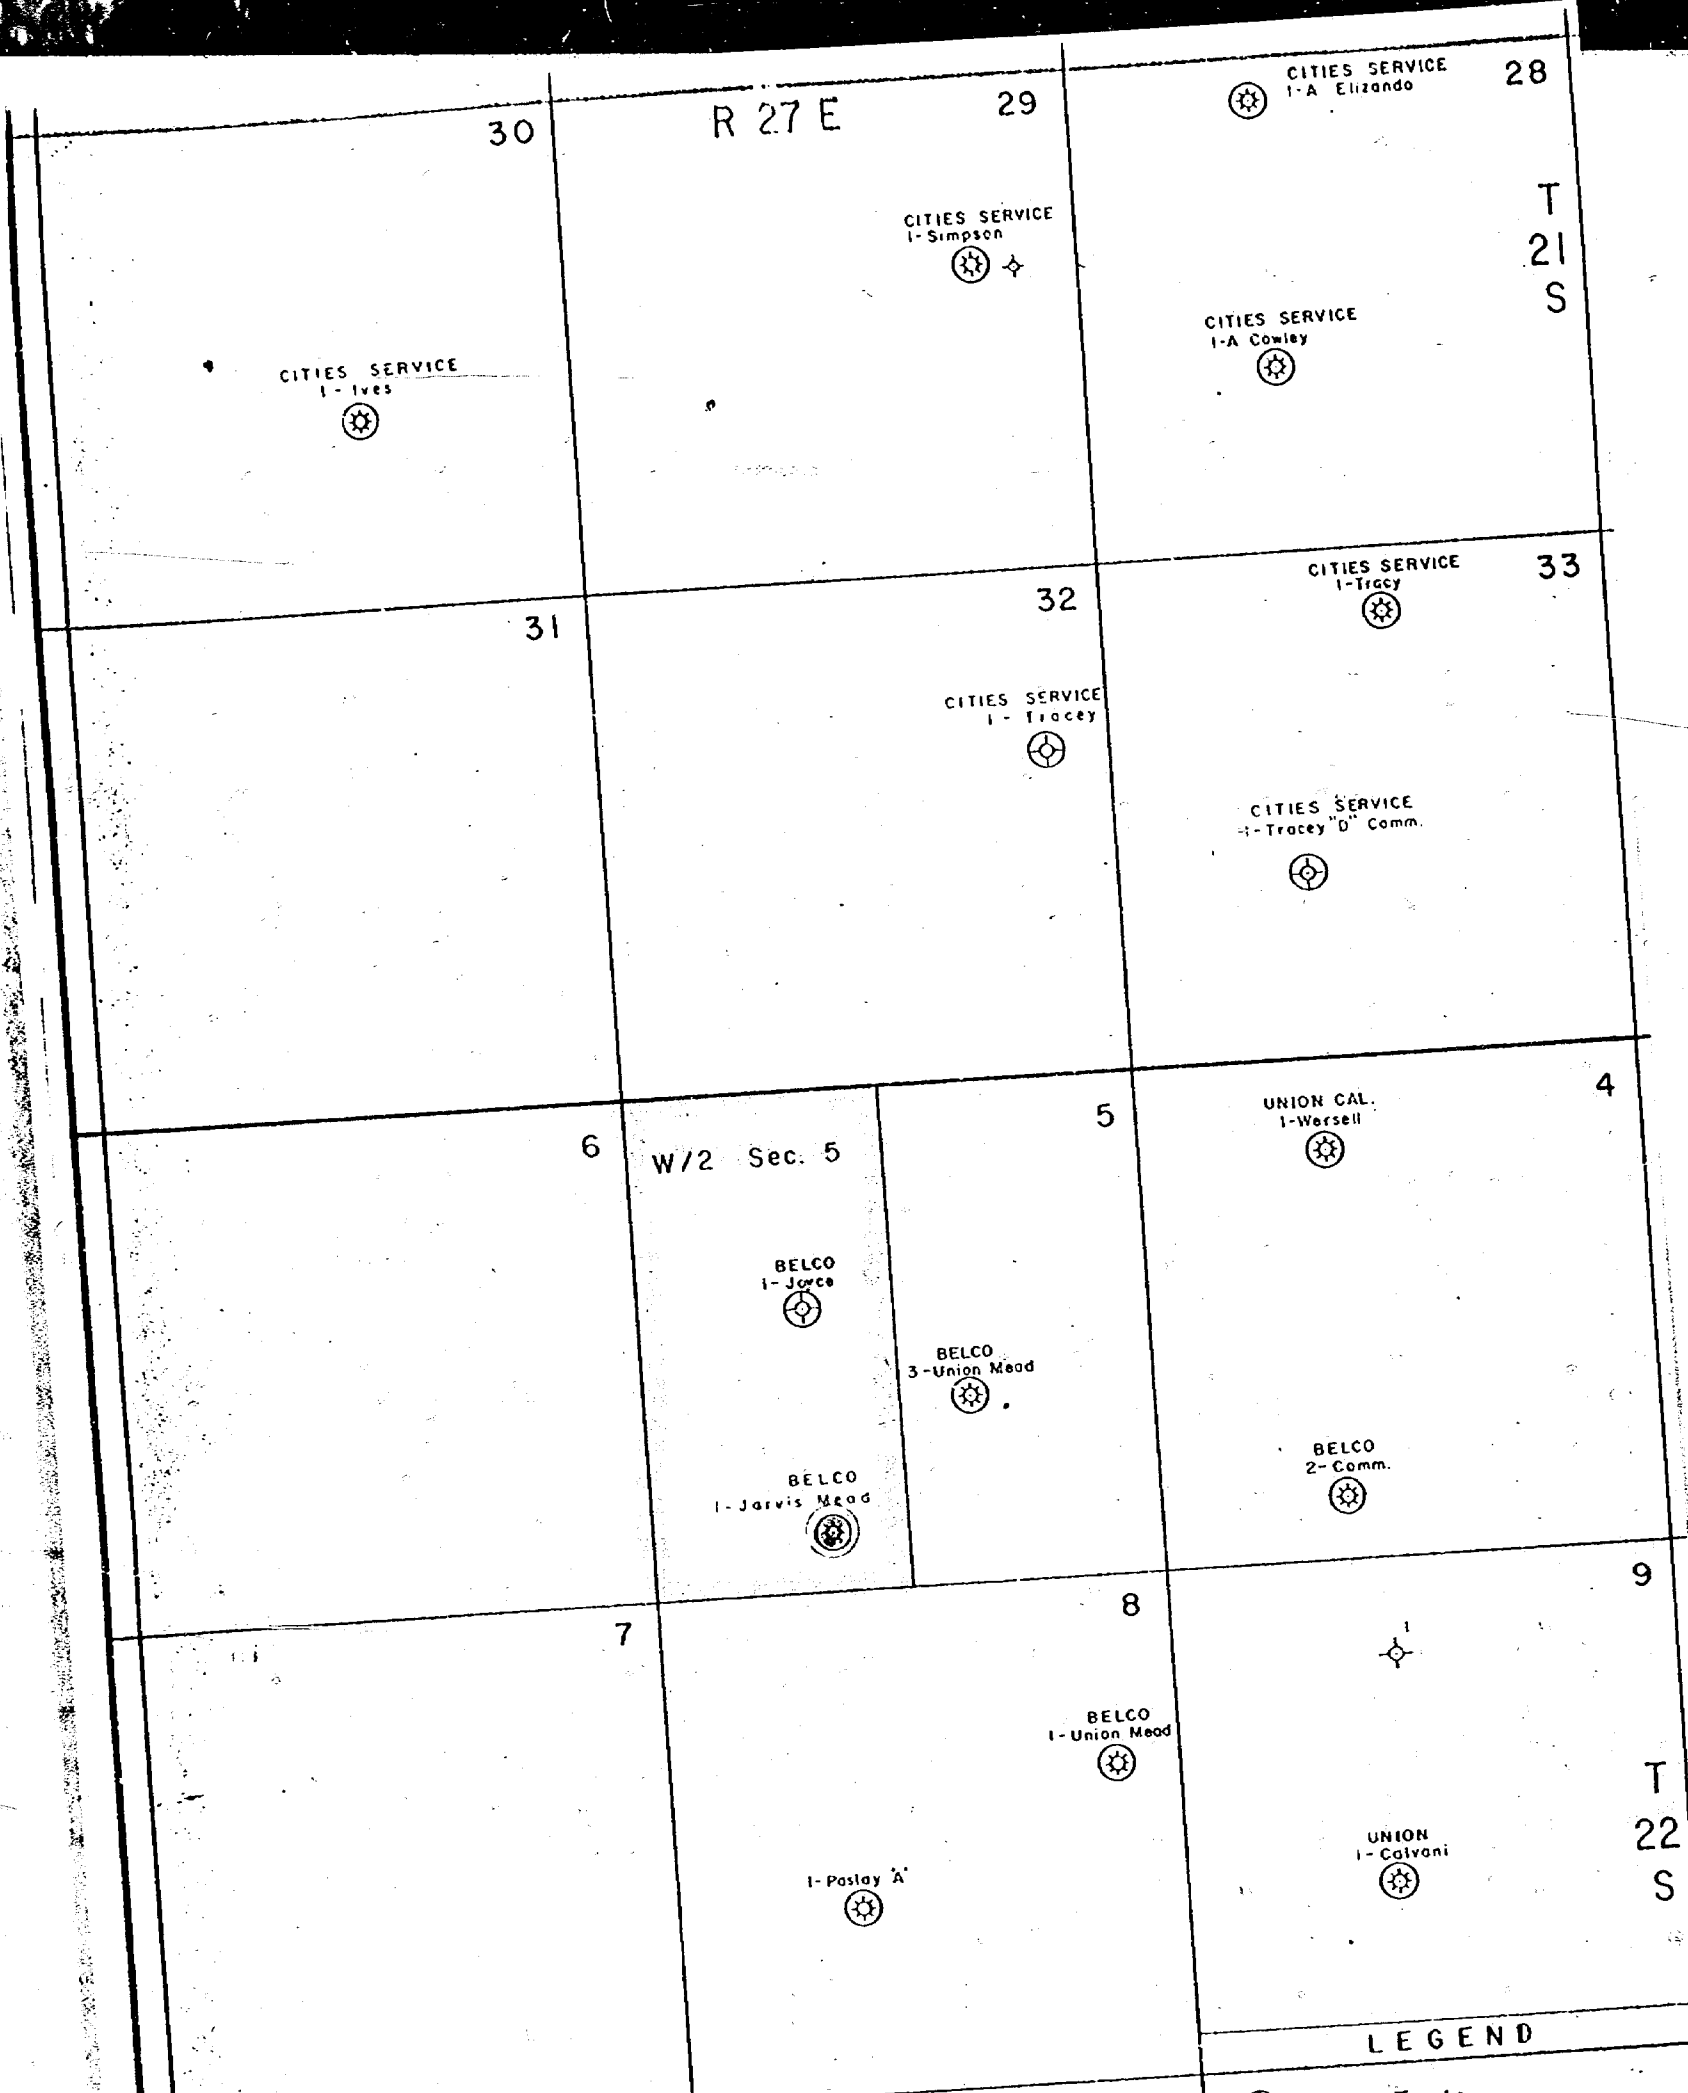 30
R 27 E
29
CITIES SERVICE
1-A Elizando
28
T
21
S
CITIES SERVICE
1-Simpson
CITIES SERVICE
1-A Cowley
CITIES SERVICE
1-Ives
31
32
CITIES SERVICE
1-Tracy
33
CITIES SERVICE
1-Tracey
CITIES SERVICE
1-Tracey "D" Comm.
6
W/2 Sec. 5
5
UNION CAL.
1-Wersell
4
BELCO
1-Joyce
BELCO
3-Union Mead
BELCO
2-Comm.
BELCO
1-Jarvis Mead
7
8
9
1
BELCO
1-Union Mead
T
22
S
UNION
1-Calvani
1-Paslay "A"
LEGEND